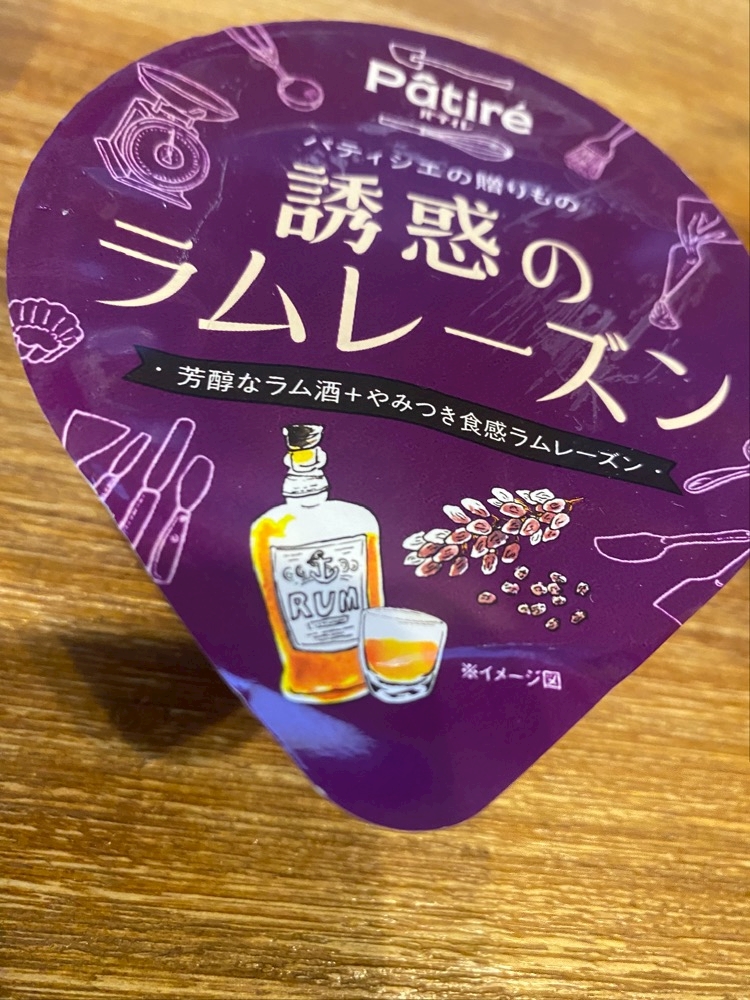 Pâtiré
パティレ
パティシエの贈りもの
誘惑の
ラムレーズン
・芳醇なラム酒+やみつき食感ラムレーズン・
RUM
※イメージ図